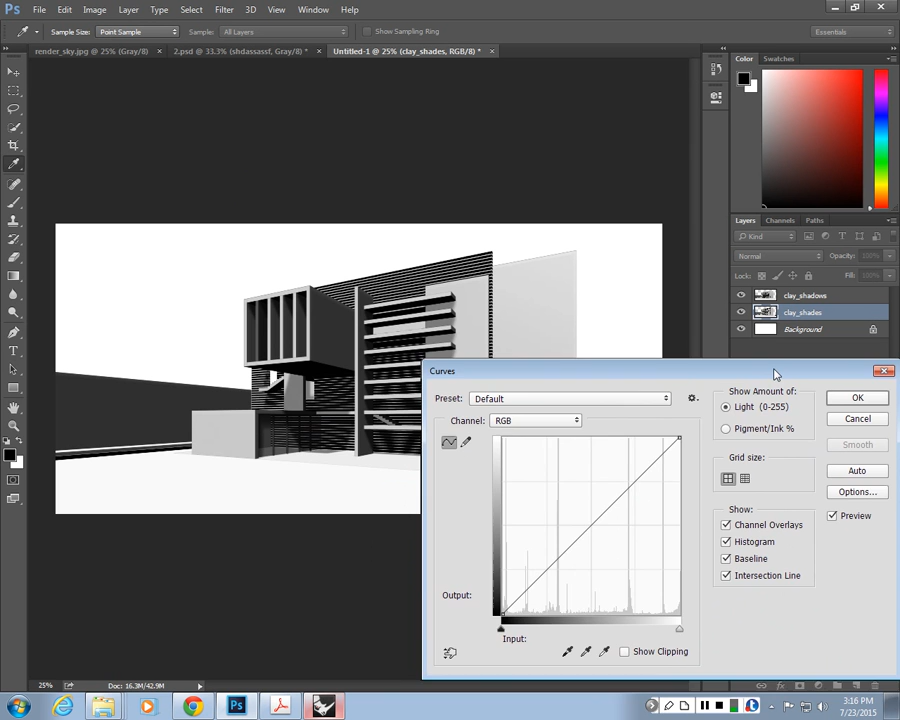 Ps File Edit Image Layer Type Select Filter 3D View Window Help
Sample Size: Point Sample Sample: All Layers Show Sampling Ring Essentials
render_sky.jpg @ 25% (Gray/8) × 2.psd @ 33.3% (shdassassf, Gray/8) * × Untitled-1 @ 25% (clay_shades, RGB/8) * ×
Color Swatches
Layers Channels Paths
Kind
Normal Opacity: 100%
Lock: Fill: 100%
clay_shadows
clay_shades
Background
Curves
Preset: Default
Channel: RGB
Output:
Input:
Show Clipping
Show Amount of:
Light (0-255)
Pigment/Ink %
Grid size:
Show:
Channel Overlays
Histogram
Baseline
Intersection Line
OK
Cancel
Smooth
Auto
Options...
Preview
25% Doc: 16.3M/42.9M
fx
Ps
3:16 PM
7/23/2015